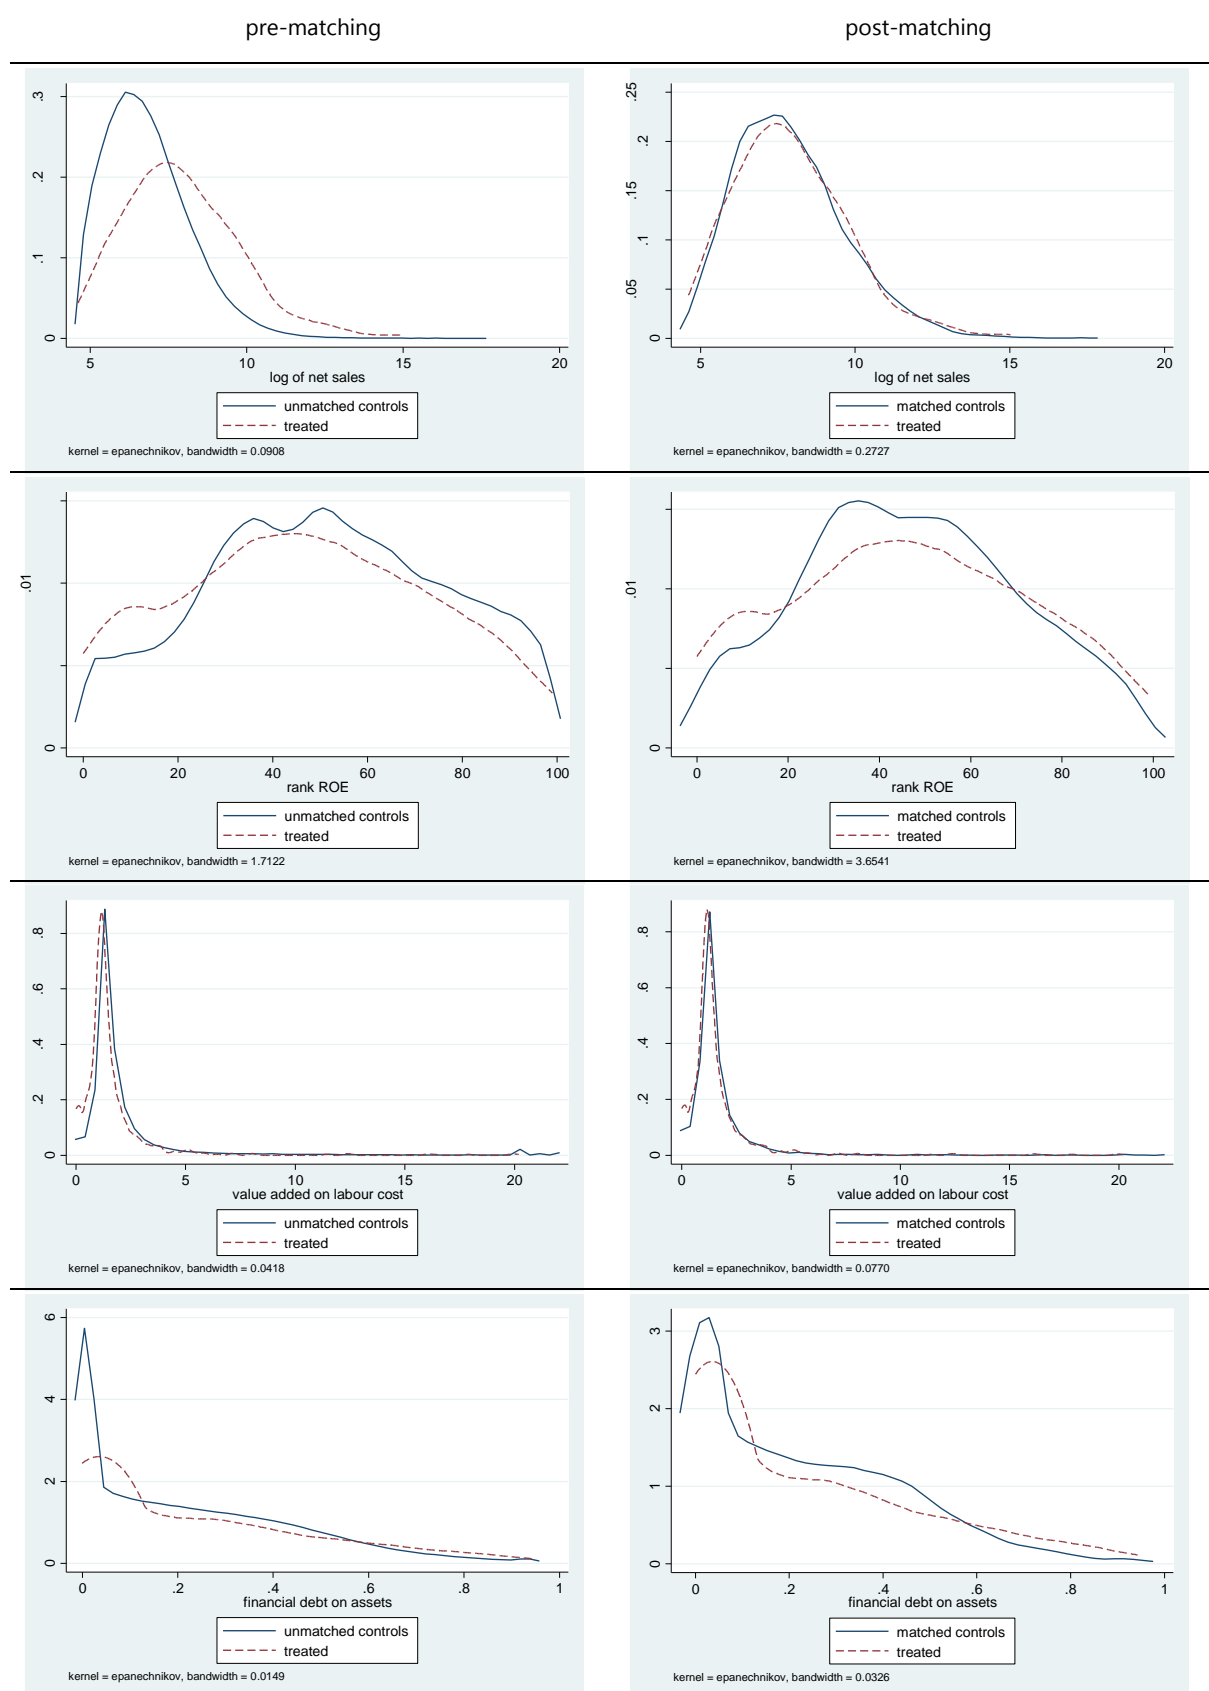 pre-matching post-matching
.3
.2
.1
0
5 10 15 20
log of net sales
unmatched controls
treated
kernel = epanechnikov, bandwidth = 0.0908
.25
.2
.15
.1
.05
0
5 10 15 20
log of net sales
matched controls
treated
kernel = epanechnikov, bandwidth = 0.2727
.01
0
0 20 40 60 80 100
rank ROE
unmatched controls
treated
kernel = epanechnikov, bandwidth = 1.7122
.01
0
0 20 40 60 80 100
rank ROE
matched controls
treated
kernel = epanechnikov, bandwidth = 3.6541
.8
.6
.4
.2
0
0 5 10 15 20
value added on labour cost
unmatched controls
treated
kernel = epanechnikov, bandwidth = 0.0418
.8
.6
.4
.2
0
0 5 10 15 20
value added on labour cost
matched controls
treated
kernel = epanechnikov, bandwidth = 0.0770
6
4
2
0
0 .2 .4 .6 .8 1
financial debt on assets
unmatched controls
treated
kernel = epanechnikov, bandwidth = 0.0149
3
2
1
0
0 .2 .4 .6 .8 1
financial debt on assets
matched controls
treated
kernel = epanechnikov, bandwidth = 0.0326